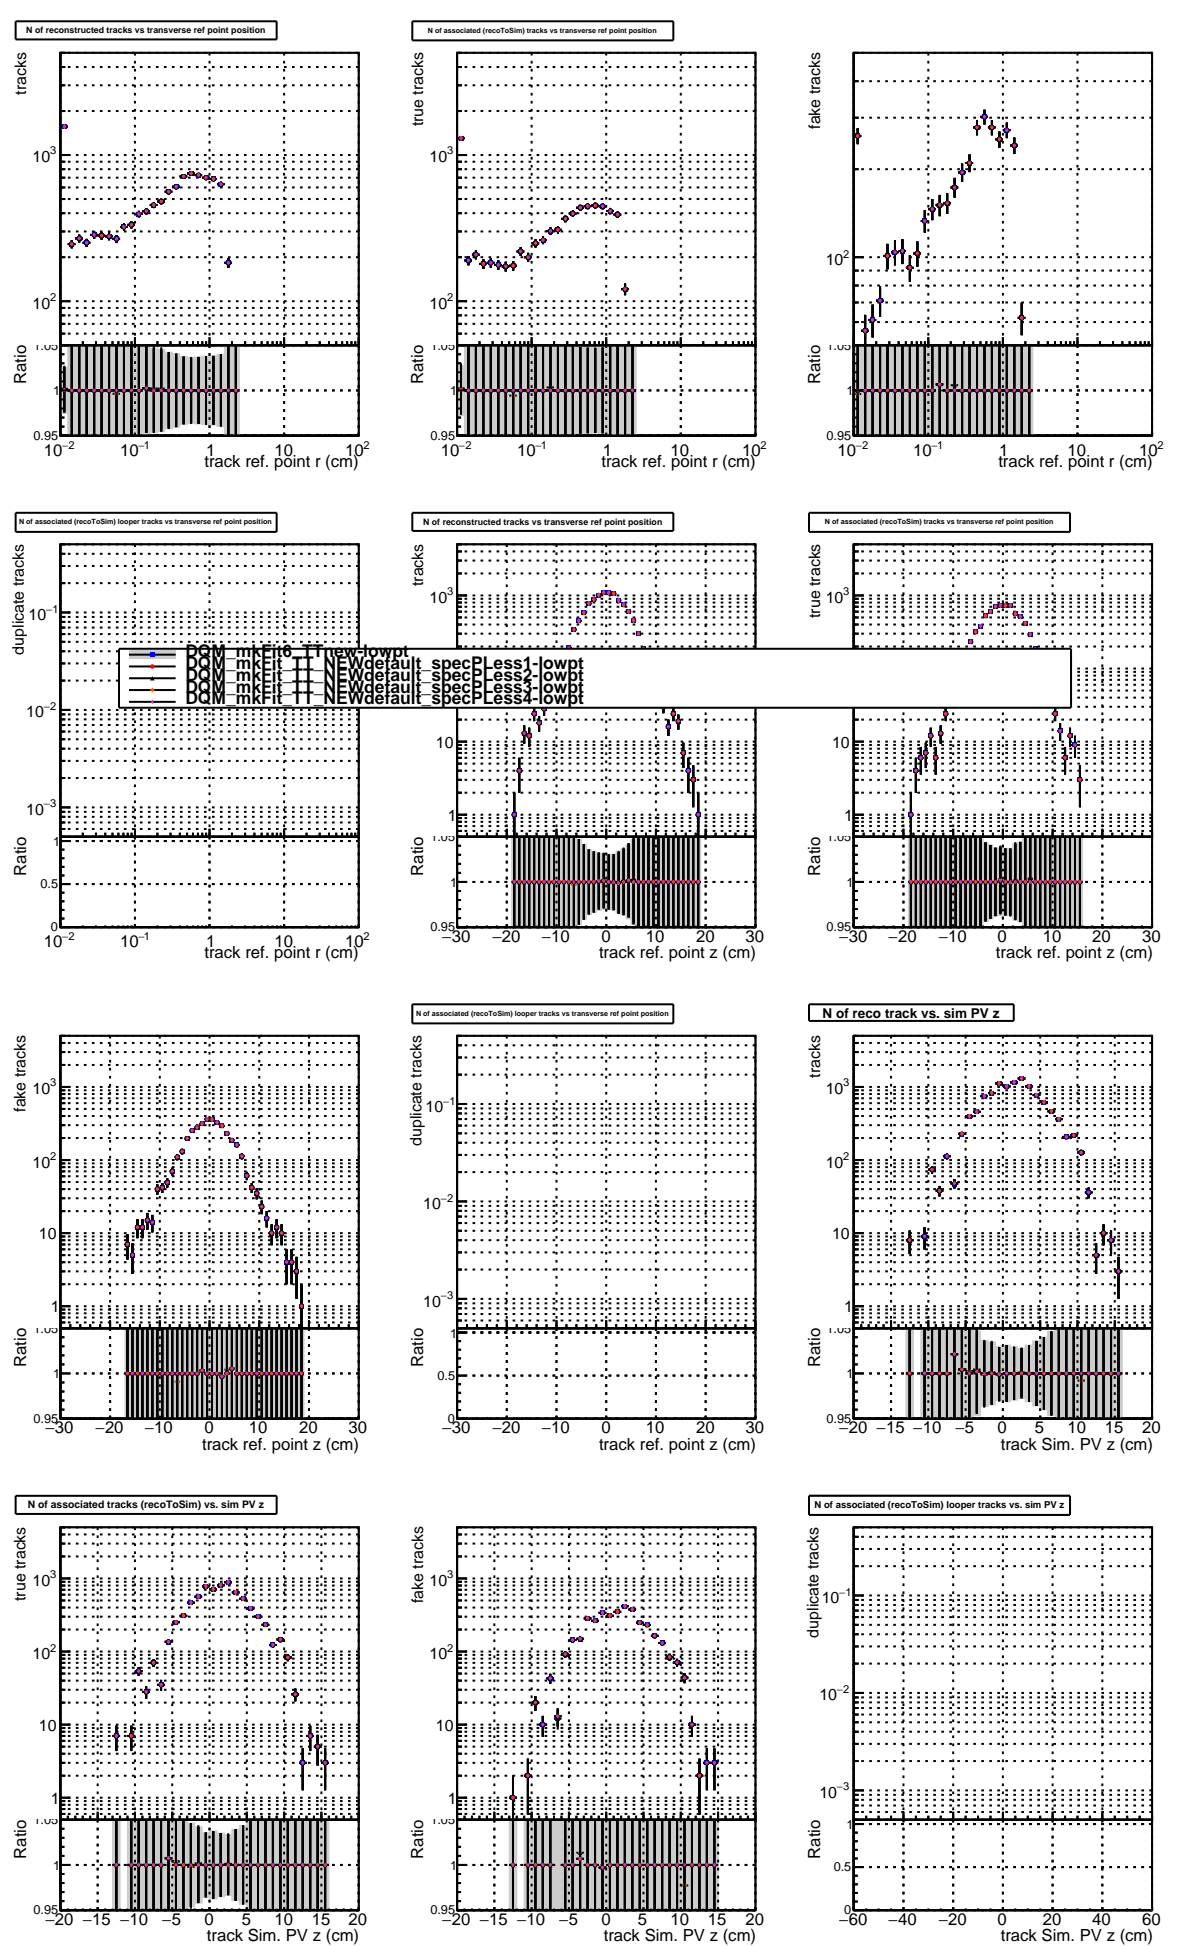 N of reconstructed tracks vs transverse ref point position
N of associated (recoToSim) tracks vs transverse ref point position
tracks
true tracks
fake tracks
10³
10³
10²
10²
10²
Ratio
1.05
1
0.95
Ratio
1.05
1
0.95
Ratio
1.05
1
0.95
10⁻² 10⁻¹ 1 10 10²
track ref. point r (cm)
10⁻² 10⁻¹ 1 10 10²
track ref. point r (cm)
10⁻² 10⁻¹ 1 10 10²
track ref. point r (cm)
N of associated (recoToSim) looper tracks vs transverse ref point position
N of reconstructed tracks vs transverse ref point position
N of associated (recoToSim) tracks vs transverse ref point position
duplicate tracks
10⁻¹
10⁻²
10⁻³
tracks
10³
10
1
true tracks
10³
10
1
DQM_mkFit6_TTnew-lowpt
DQM_mkFit_TT_NEWdefault_specPLess1-lowpt
DQM_mkFit_TT_NEWdefault_specPLess2-lowpt
DQM_mkFit_TT_NEWdefault_specPLess3-lowpt
DQM_mkFit_TT_NEWdefault_specPLess4-lowpt
Ratio
1
0.5
0
Ratio
1.05
1
0.95
Ratio
1.05
1
0.95
10⁻² 10⁻¹ 1 10 10²
track ref. point r (cm)
−30 −20 −10 0 10 20 30
track ref. point z (cm)
−30 −20 −10 0 10 20 30
track ref. point z (cm)
N of associated (recoToSim) looper tracks vs transverse ref point position
N of reco track vs. sim PV z
fake tracks
10³
10²
10
1
duplicate tracks
10⁻¹
10⁻²
10⁻³
tracks
10³
10²
10
1
Ratio
1.05
1
0.95
Ratio
1
0.5
0
Ratio
1.05
1
0.95
−30 −20 −10 0 10 20 30
track ref. point z (cm)
−30 −20 −10 0 10 20 30
track ref. point z (cm)
−20 −15 −10 −5 0 5 10 15 20
track Sim. PV z (cm)
N of associated tracks (recoToSim) vs. sim PV z
N of associated (recoToSim) looper tracks vs. sim PV z
true tracks
10³
10²
10
1
fake tracks
10³
10²
10
1
duplicate tracks
10⁻¹
10⁻²
10⁻³
Ratio
1.05
1
0.95
Ratio
1.05
1
0.95
Ratio
1
0.5
0
−20 −15 −10 −5 0 5 10 15 20
track Sim. PV z (cm)
−20 −15 −10 −5 0 5 10 15 20
track Sim. PV z (cm)
−60 −40 −20 0 20 40 60
track Sim. PV z (cm)